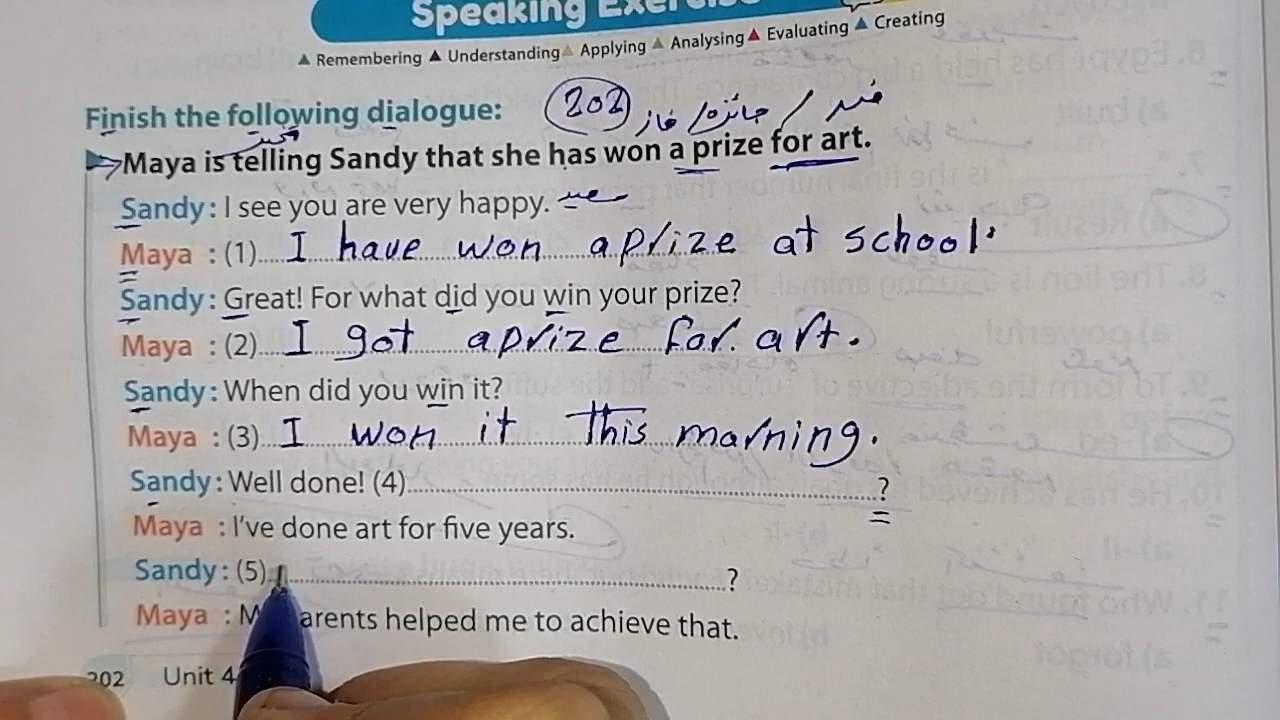 Speaking Exercise
▲ Remembering ▲ Understanding ▲ Applying ▲ Analysing ▲ Evaluating ▲ Creating
Finish the following dialogue: 202 فاز / جائزة /
Maya is telling Sandy that she has won a prize for art.
Sandy: I see you are very happy.
Maya : (1) I have won a prize at school.
Sandy: Great! For what did you win your prize?
Maya : (2) I got a prize for art.
Sandy: When did you win it?
Maya : (3) I won it This morning.
Sandy: Well done! (4)........?
Maya : I've done art for five years.
Sandy: (5)........?
Maya : parents helped me to achieve that.
202 Unit 4